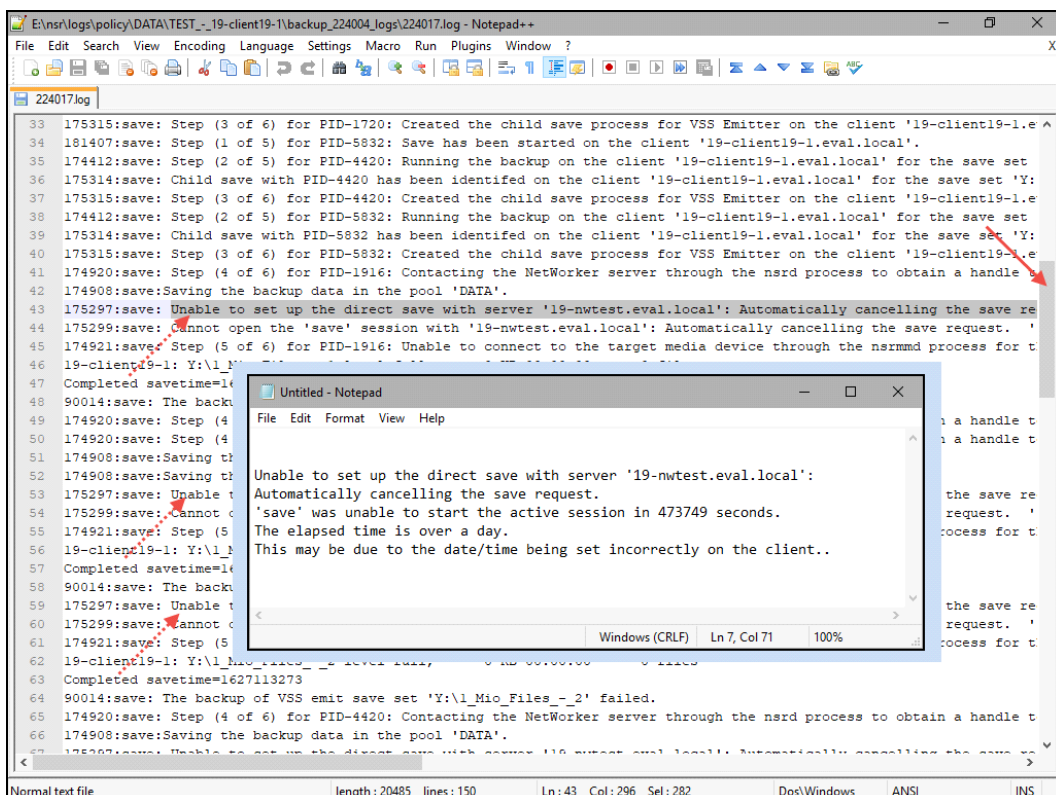 E:\nsr\logs\policy\DATA\TEST_-_19-client19-1\backup_224004_logs\224017.log - Notepad++
File Edit Search View Encoding Language Settings Macro Run Plugins Window ? X
224017.log
33 175315:save: Step (3 of 6) for PID-1720: Created the child save process for VSS Emitter on the client '19-client19-1.e
34 181407:save: Step (1 of 5) for PID-5832: Save has been started on the client '19-client19-1.eval.local'.
35 174412:save: Step (2 of 5) for PID-4420: Running the backup on the client '19-client19-1.eval.local' for the save set
36 175314:save: Child save with PID-4420 has been identifed on the client '19-client19-1.eval.local' for the save set 'Y:
37 175315:save: Step (3 of 6) for PID-4420: Created the child save process for VSS Emitter on the client '19-client19-1.e
38 174412:save: Step (2 of 5) for PID-5832: Running the backup on the client '19-client19-1.eval.local' for the save set
39 175314:save: Child save with PID-5832 has been identifed on the client '19-client19-1.eval.local' for the save set 'Y:
40 175315:save: Step (3 of 6) for PID-5832: Created the child save process for VSS Emitter on the client '19-client19-1.e
41 174920:save: Step (4 of 6) for PID-1916: Contacting the NetWorker server through the nsrd process to obtain a handle
42 174908:save:Saving the backup data in the pool 'DATA'.
43 175297:save: Unable to set up the direct save with server '19-nwtest.eval.local': Automatically cancelling the save re
44 175299:save: Cannot open the 'save' session with '19-nwtest.eval.local': Automatically cancelling the save request. '
45 174921:save: Step (5 of 6) for PID-1916: Unable to connect to the target media device through the nsrmmd process for t
46 19-client19-1: Y:\1_M
47 Completed savetime=16
48 90014:save: The backu
49 174920:save: Step (4 n a handle t
50 174920:save: Step (4 n a handle t
51 174908:save:Saving th
52 174908:save:Saving th
53 175297:save: Unable t the save re
54 175299:save: Cannot o request. '
55 174921:save: Step (5 rocess for t
56 19-client19-1: Y:\1_M
57 Completed savetime=16
58 90014:save: The backu
59 175297:save: Unable t the save re
60 175299:save: Cannot o request. '
61 174921:save: Step (5 rocess for t
62 19-client19-1: Y:\1_Mio_Files_-_2 level full, 0 KB 00:00:00 0 files
63 Completed savetime=1627113273
64 90014:save: The backup of VSS emit save set 'Y:\1_Mio_Files_-_2' failed.
65 174920:save: Step (4 of 6) for PID-4420: Contacting the NetWorker server through the nsrd process to obtain a handle t
66 174908:save:Saving the backup data in the pool 'DATA'.
67 175297:save: Unable to set up the direct save with server '19-nwtest.eval.local': Automatically cancelling the save re
Untitled - Notepad
File Edit Format View Help
Unable to set up the direct save with server '19-nwtest.eval.local':
Automatically cancelling the save request.
'save' was unable to start the active session in 473749 seconds.
The elapsed time is over a day.
This may be due to the date/time being set incorrectly on the client..
Windows (CRLF) Ln 7, Col 71 100%
Normal text file length : 20485 lines : 150 Ln : 43 Col : 296 Sel : 282 Dos\Windows ANSI INS